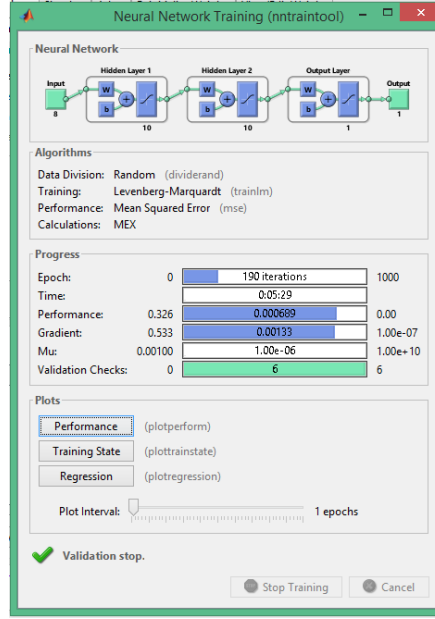 Neural Network Training (nntraintool)
Neural Network
Hidden Layer 1 Hidden Layer 2 Output Layer
Input W W W Output
b b b
8 10 10 1 1
Algorithms
Data Division: Random (dividerand)
Training: Levenberg-Marquardt (trainlm)
Performance: Mean Squared Error (mse)
Calculations: MEX
Progress
Epoch: 0 190 iterations 1000
Time: 0:05:29
Performance: 0.326 0.000689 0.00
Gradient: 0.533 0.00133 1.00e-07
Mu: 0.00100 1.00e-06 1.00e+10
Validation Checks: 0 6 6
Plots
Performance (plotperform)
Training State (plottrainstate)
Regression (plotregression)
Plot Interval: 1 epochs
Validation stop.
Stop Training Cancel